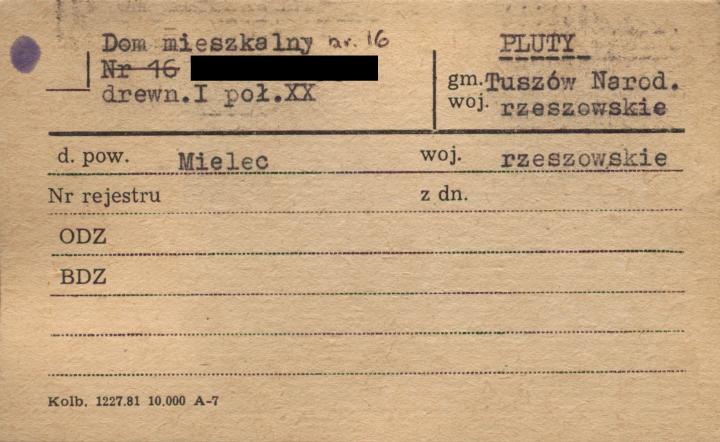 Dom mieszkalny nr. 16
Nr 16
drewn.I poł.XX
PLUTY
gm.Tuszów Narod.
woj. rzeszowskie
d. pow. Mielec woj. rzeszowskie
Nr rejestru z dn.
ODZ
BDZ
Kolb. 1227.81 10.000 A-7